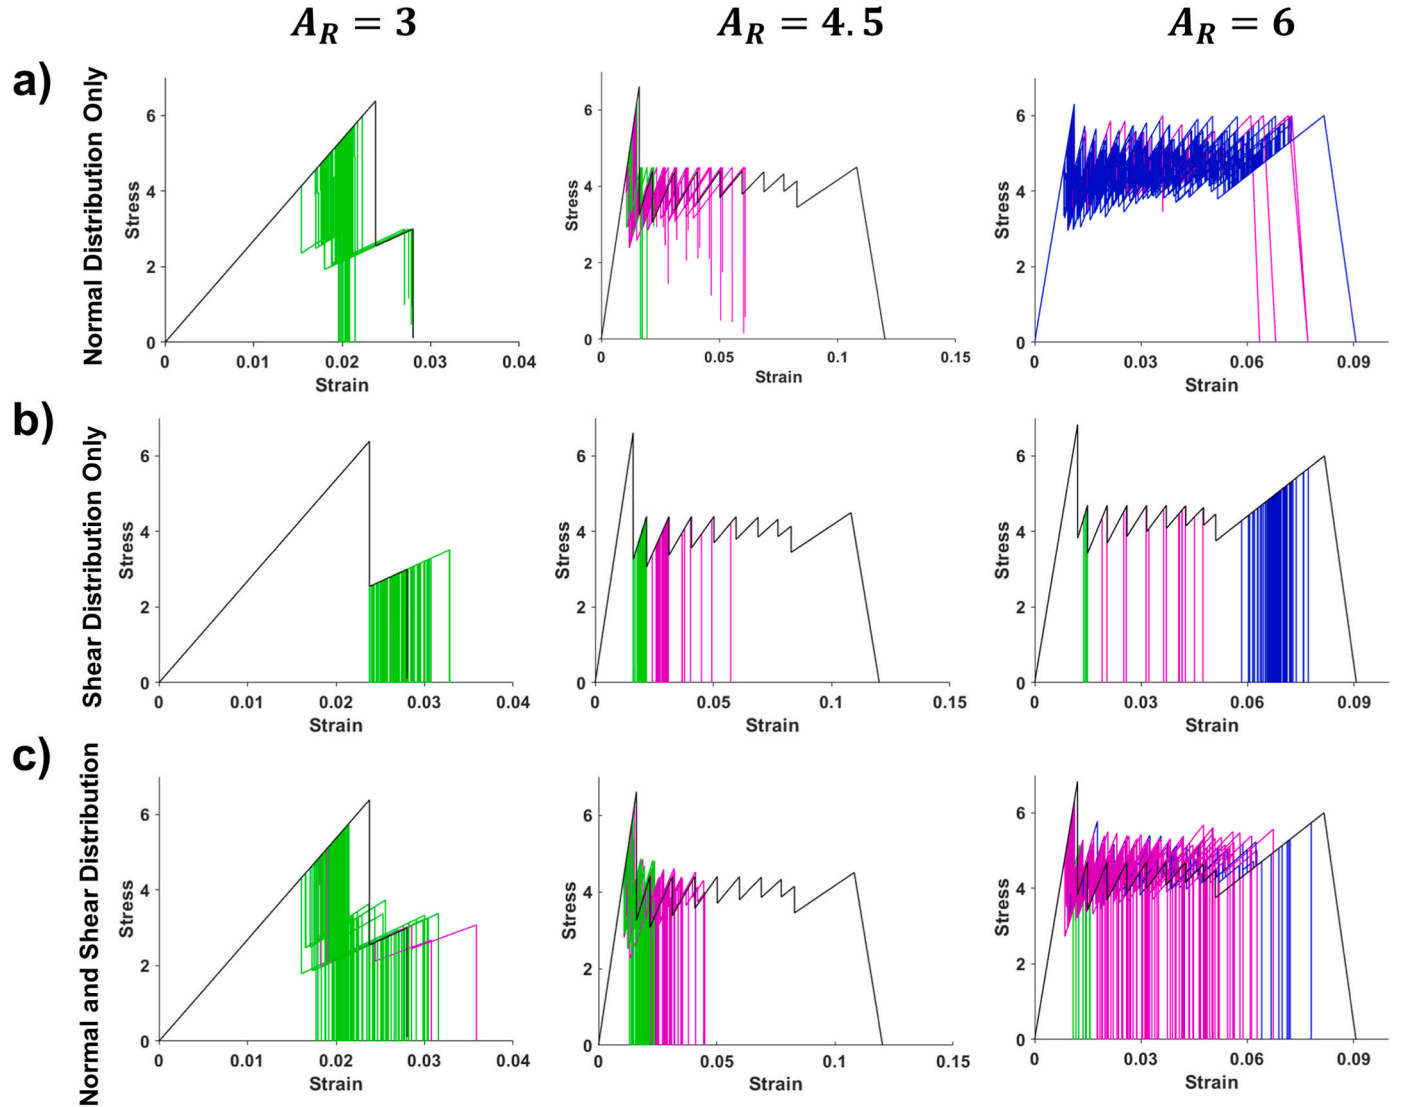 A_R = 3
A_R = 4.5
A_R = 6
a)
Normal Distribution Only
Stress
6
4
2
0
0
0.01
0.02
0.03
0.04
Strain
Stress
6
4
2
0
0
0.05
0.1
0.15
Strain
Stress
6
4
2
0
0
0.03
0.06
0.09
Strain
b)
Shear Distribution Only
Stress
6
4
2
0
0
0.01
0.02
0.03
0.04
Strain
Stress
6
4
2
0
0
0.05
0.1
0.15
Strain
Stress
6
4
2
0
0
0.03
0.06
0.09
Strain
c)
Normal and Shear Distribution
Stress
6
4
2
0
0
0.01
0.02
0.03
0.04
Strain
Stress
6
4
2
0
0
0.05
0.1
0.15
Strain
Stress
6
4
2
0
0
0.03
0.06
0.09
Strain